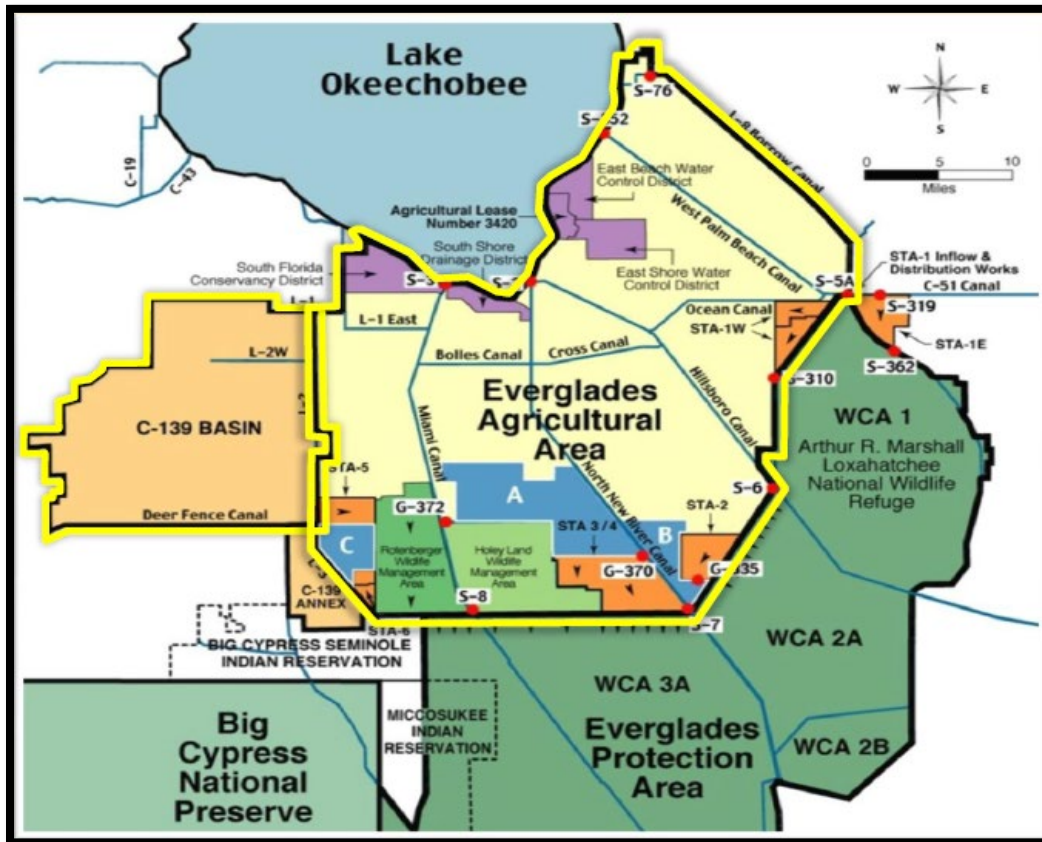 Lake
Okeechobee
S-76
N
W
E
S
0
5
10
Miles
C-19
C-43
L-8 Borrow Canal
East Beach Water
Control District
Agricultural Lease
Number 3420
West Palm Beach Canal
South Shore
Drainage District
South Florida
Conservancy District
S-3
East Shore Water
Control District
S-5A
STA-1 Inflow &
Distribution Works
C-51 Canal
S-319
STA-1E
S-362
Ocean Canal
STA-1W
L-1
L-1 East
L-2W
Bolles Canal
Cross Canal
Hillsboro Canal
WCA 1
Arthur R. Marshall
Loxahatchee
National Wildlife
Refuge
C-139 BASIN
Everglades
Agricultural
Area
Miami Canal
North New River Canal
S-6
STA-5
A
G-372
STA 3/4
STA-2
B
Deer Fence Canal
C
Rotenberger
Wildlife
Management
Area
Holey Land
Wildlife
Management
Area
G-370
L-3
C-139
ANNEX
S-8
S-7
STA-6
BIG CYPRESS SEMINOLE
INDIAN RESERVATION
WCA 2A
WCA 3A
MICCOSUKEE
INDIAN
RESERVATION
Big
Cypress
National
Preserve
Everglades
Protection
Area
WCA 2B